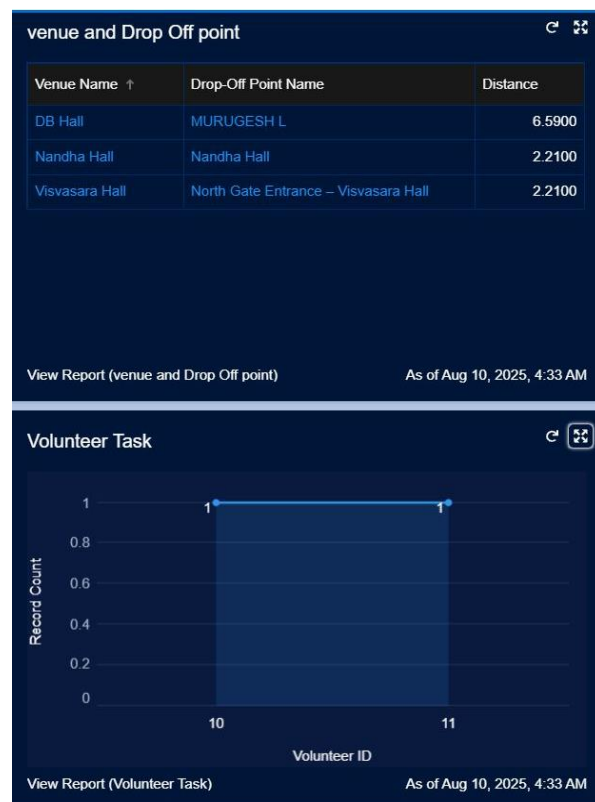 venue and Drop Off point
Venue Name ↑ Drop-Off Point Name Distance
DB Hall MURUGESH L 6.5900
Nandha Hall Nandha Hall 2.2100
Visvasara Hall North Gate Entrance – Visvasara Hall 2.2100
View Report (venue and Drop Off point) As of Aug 10, 2025, 4:33 AM
Volunteer Task
1
0.8
0.6
0.4
0.2
0
Record Count
1 1
10 11
Volunteer ID
View Report (Volunteer Task) As of Aug 10, 2025, 4:33 AM